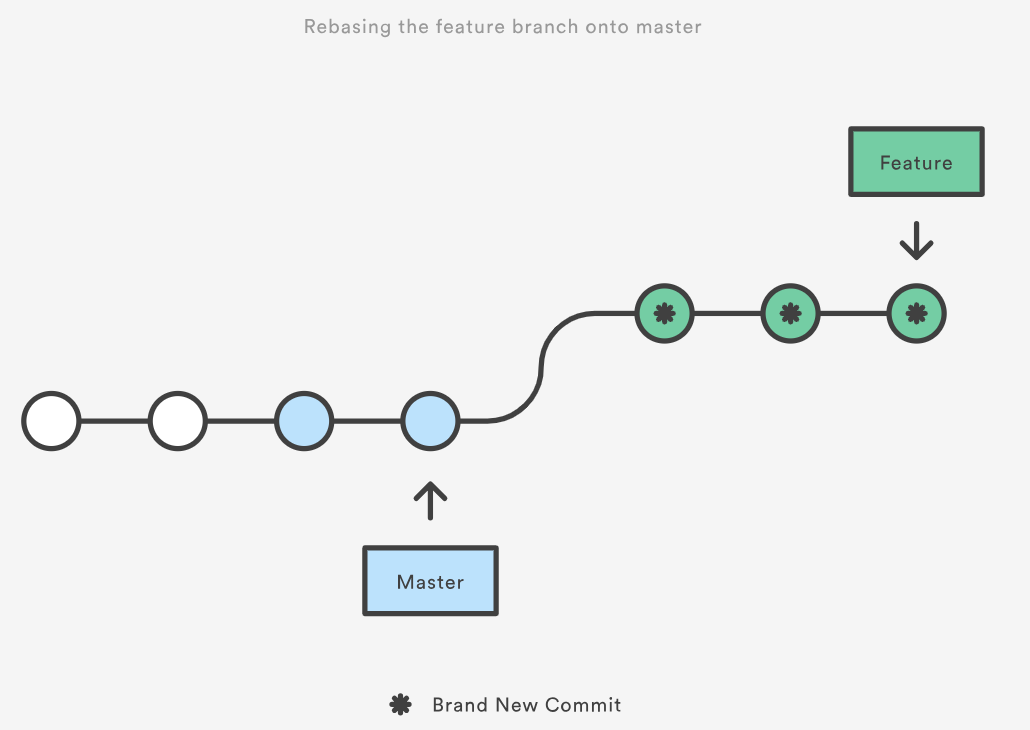 Rebasing the feature branch onto master
Feature
Master
Brand New Commit